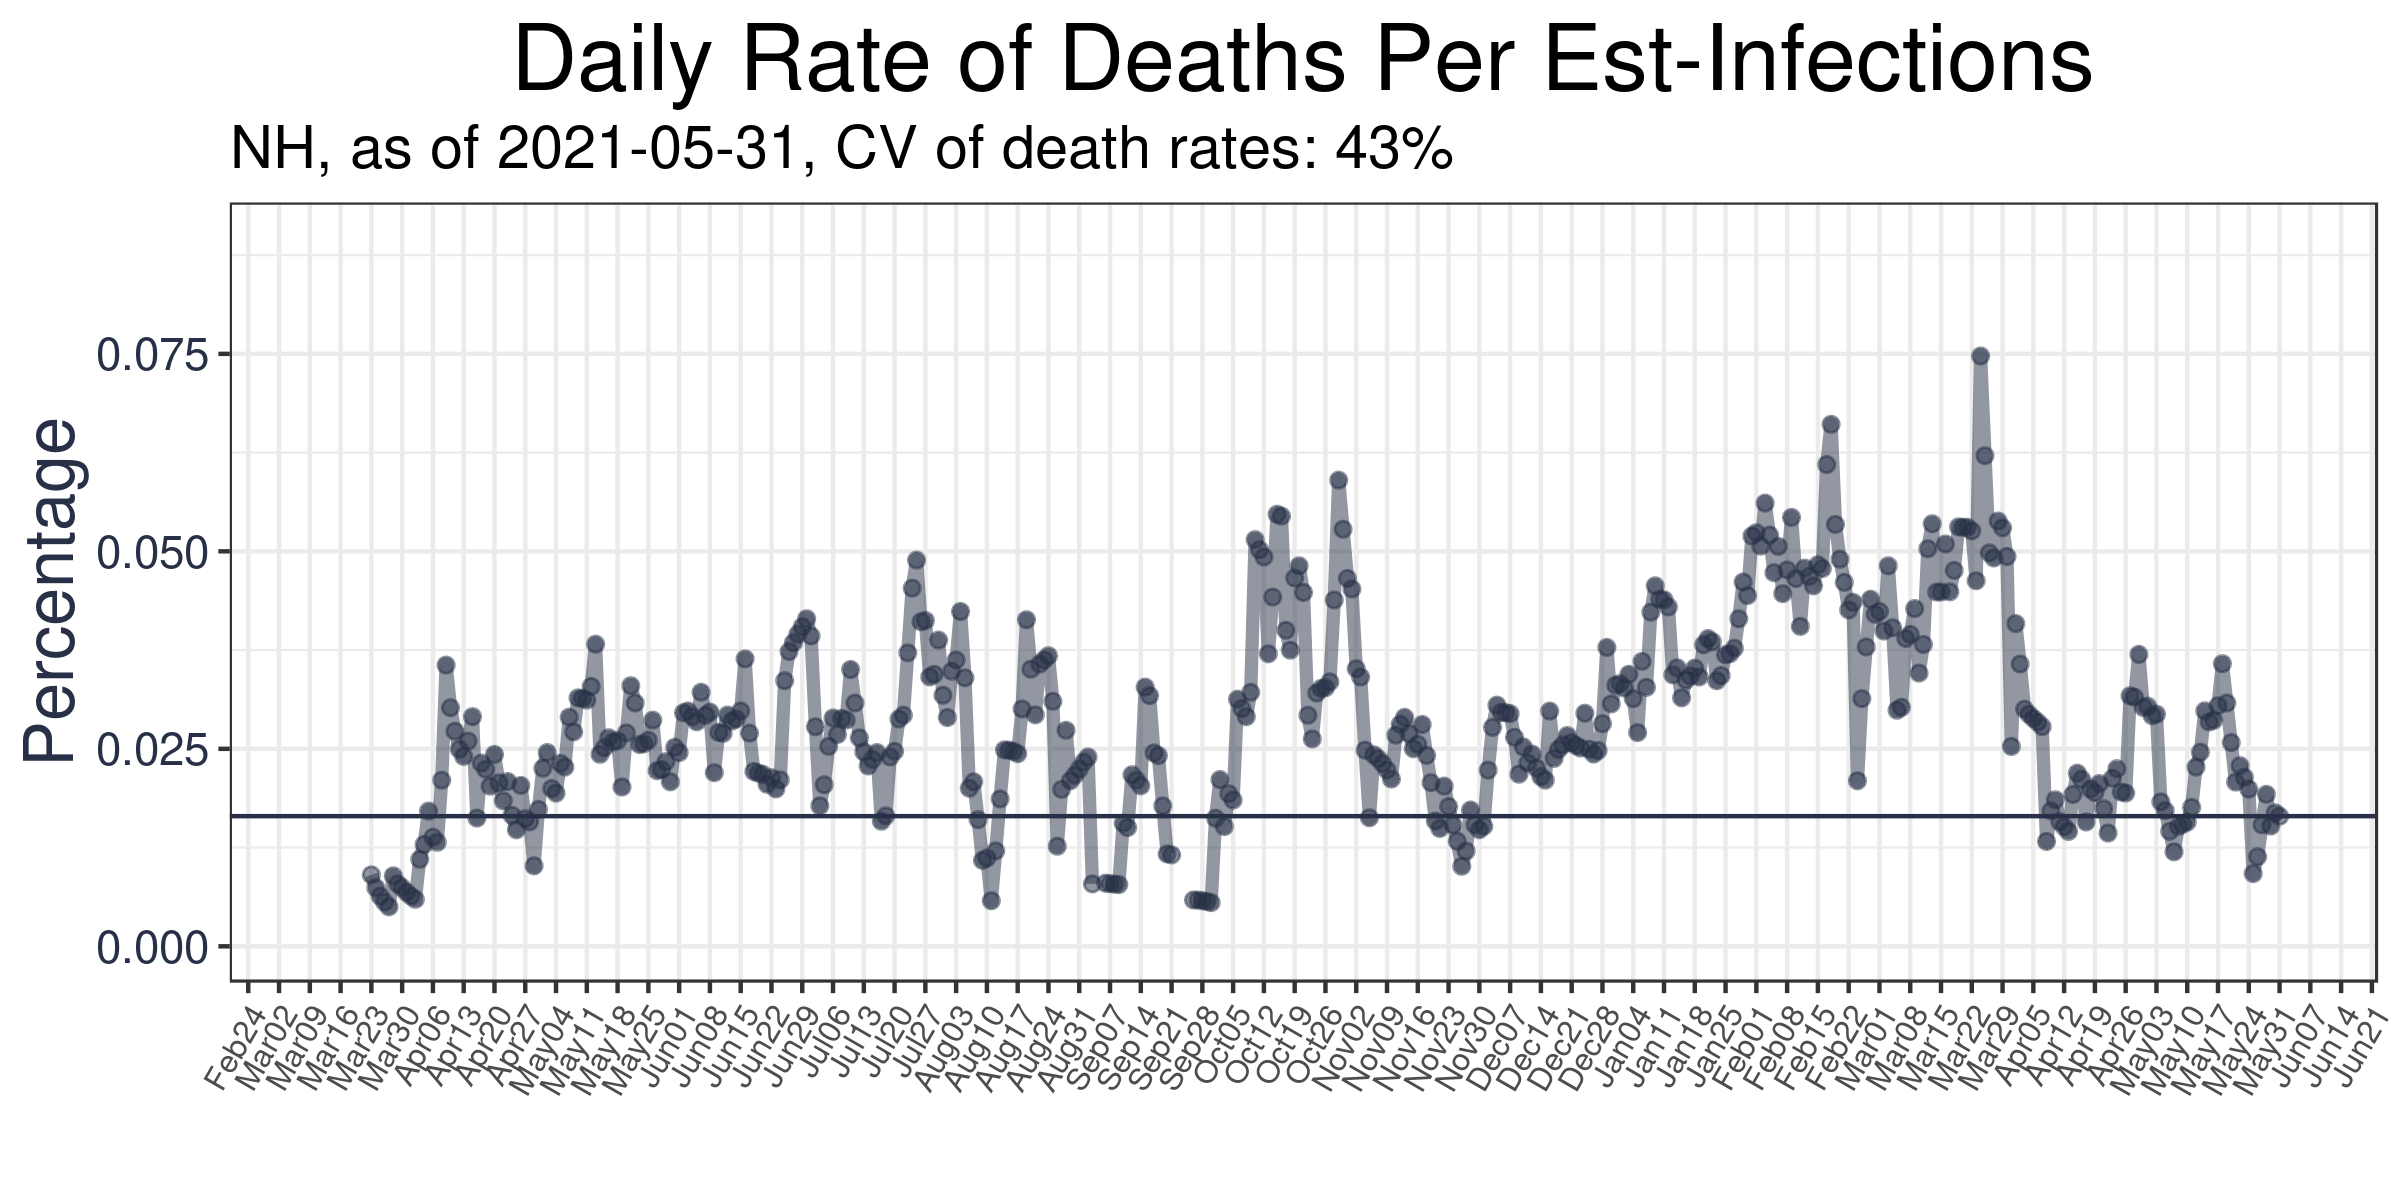 Daily Rate of Deaths Per Est-Infections
NH, as of 2021-05-31, CV of death rates: 43%
Percentage
0.075
0.050
0.025
0.000
Feb24
Mar02
Mar09
Mar16
Mar23
Mar30
Apr06
Apr13
Apr20
Apr27
May04
May11
May18
May25
Jun01
Jun08
Jun15
Jun22
Jun29
Jul06
Jul13
Jul20
Jul27
Aug03
Aug10
Aug17
Aug24
Aug31
Sep07
Sep14
Sep21
Sep28
Oct05
Oct12
Oct19
Oct26
Nov02
Nov09
Nov16
Nov23
Nov30
Dec07
Dec14
Dec21
Dec28
Jan04
Jan11
Jan18
Jan25
Feb01
Feb08
Feb15
Feb22
Mar01
Mar08
Mar15
Mar22
Mar29
Apr05
Apr12
Apr19
Apr26
May03
May10
May17
May24
May31
Jun07
Jun14
Jun21